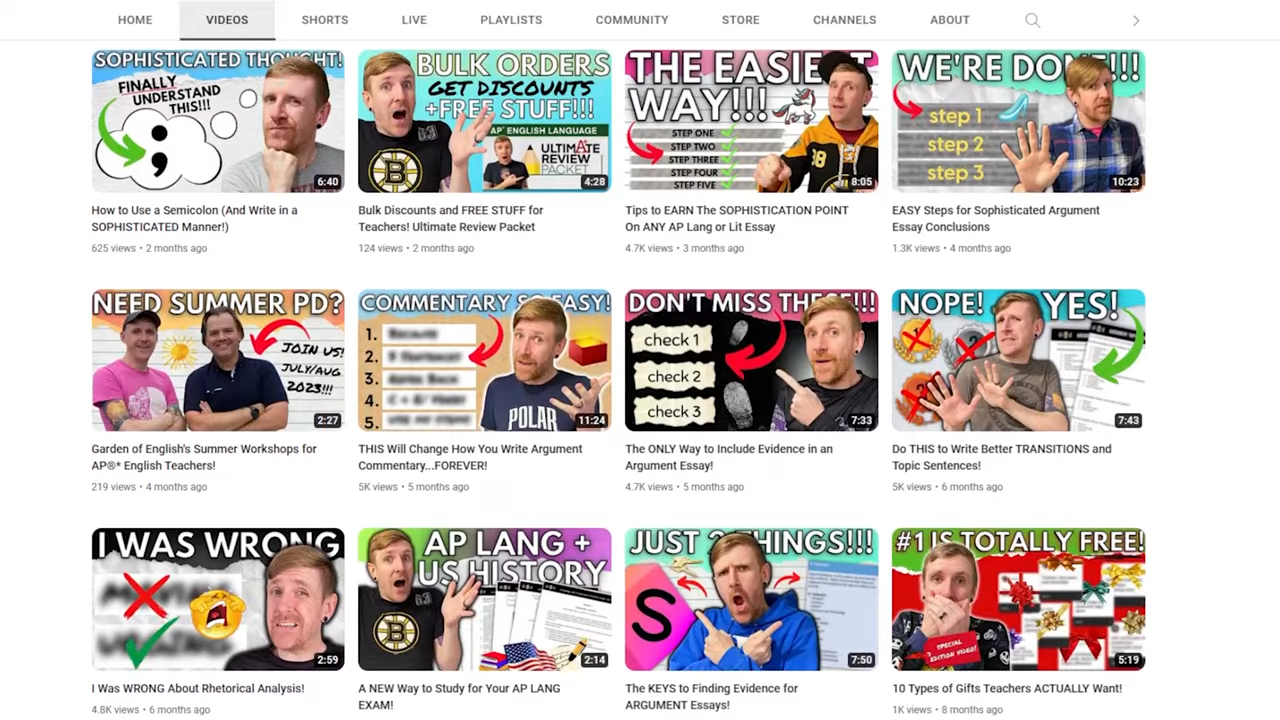 HOME VIDEOS SHORTS LIVE PLAYLISTS COMMUNITY STORE CHANNELS ABOUT
SOPHISTICATED THOUGHT!
FINALLY
UNDERSTAND
THIS!!!
;
6:40
How to Use a Semicolon (And Write in a
SOPHISTICATED Manner!)
625 views • 2 months ago
BULK ORDERS
GET DISCOUNTS
+FREE STUFF!!!
AP ENGLISH LANGUAGE
ULTIMATE
REVIEW
PACKET
B
4:28
Bulk Discounts and FREE STUFF for
Teachers! Ultimate Review Packet
124 views • 2 months ago
THE EASIEST
WAY!!!
STEP ONE
STEP TWO
STEP THREE
STEP FOUR
STEP FIVE
8:05
Tips to EARN The SOPHISTICATION POINT
On ANY AP Lang or Lit Essay
4.7K views • 3 months ago
WE'RE DONE!!!
step 1
step 2
step 3
10:23
EASY Steps for Sophisticated Argument
Essay Conclusions
1.3K views • 4 months ago
NEED SUMMER PD?
JOIN US!
JULY/AUG
2023!!!
2:27
Garden of English's Summer Workshops for
AP®* English Teachers!
219 views • 4 months ago
COMMENTARY SO EASY!
1.
2.
3.
4.
5.
POLAR
11:24
THIS Will Change How You Write Argument
Commentary...FOREVER!
5K views • 5 months ago
DON'T MISS THESE!!!
check 1
check 2
check 3
7:33
The ONLY Way to Include Evidence in an
Argument Essay!
4.7K views • 5 months ago
NOPE! YES!
7:43
Do THIS to Write Better TRANSITIONS and
Topic Sentences!
5K views • 6 months ago
I WAS WRONG
2:59
I Was WRONG About Rhetorical Analysis!
4.8K views • 6 months ago
AP LANG +
US HISTORY
B
2:14
A NEW Way to Study for Your AP LANG
EXAM!
JUST 2 THINGS!!!
S
7:50
The KEYS to Finding Evidence for
ARGUMENT Essays!
#1 IS TOTALLY FREE!
SPECIAL
EDITION VIDEO!
5:19
10 Types of Gifts Teachers ACTUALLY Want!
1K views • 8 months ago